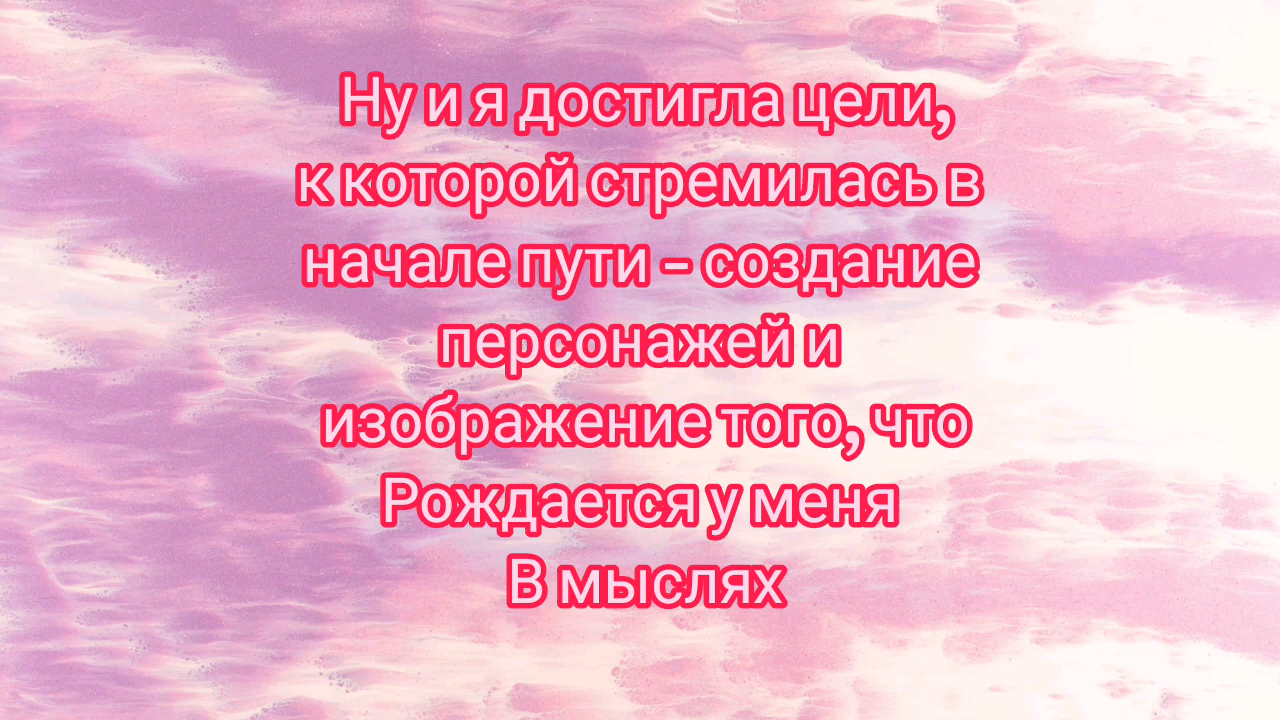 Ну и я достигла цели,
к которой стремилась в
начале пути - создание
персонажей и
изображение того, что
Рождается у меня
В мыслях